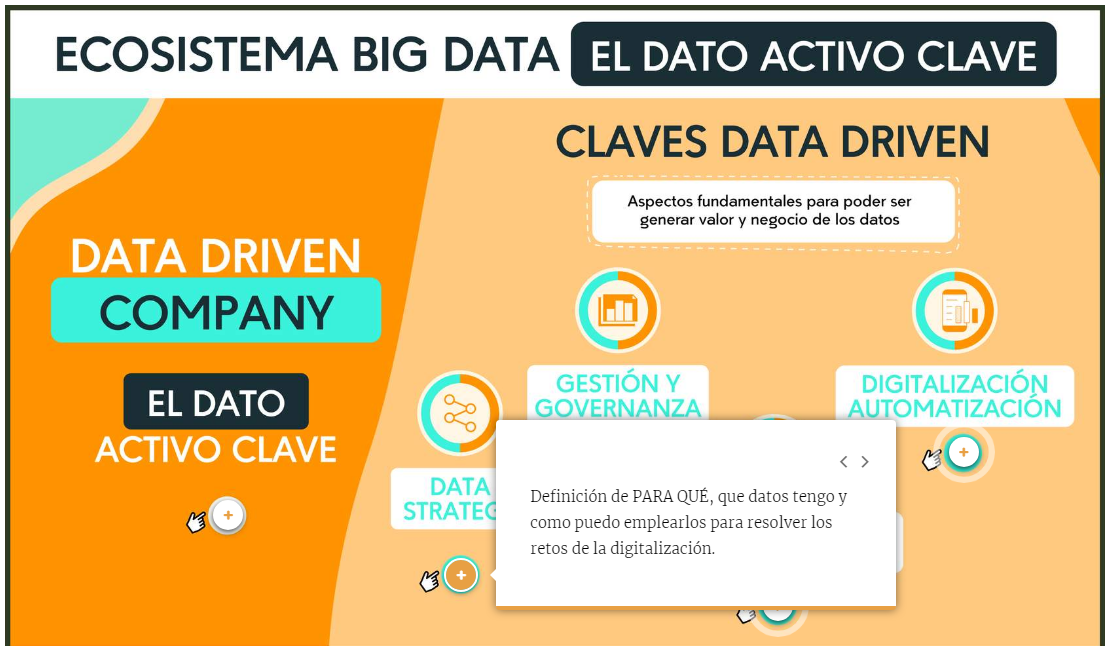 ECOSISTEMA BIG DATA EL DATO ACTIVO CLAVE
CLAVES DATA DRIVEN
Aspectos fundamentales para poder ser
generar valor y negocio de los datos
DATA DRIVEN
COMPANY
EL DATO
ACTIVO CLAVE
GESTIÓN Y
GOVERNANZA
DIGITALIZACIÓN
AUTOMATIZACIÓN
DATA
STRATEG
Definición de PARA QUÉ, que datos tengo y
como puedo emplearlos para resolver los
retos de la digitalización.